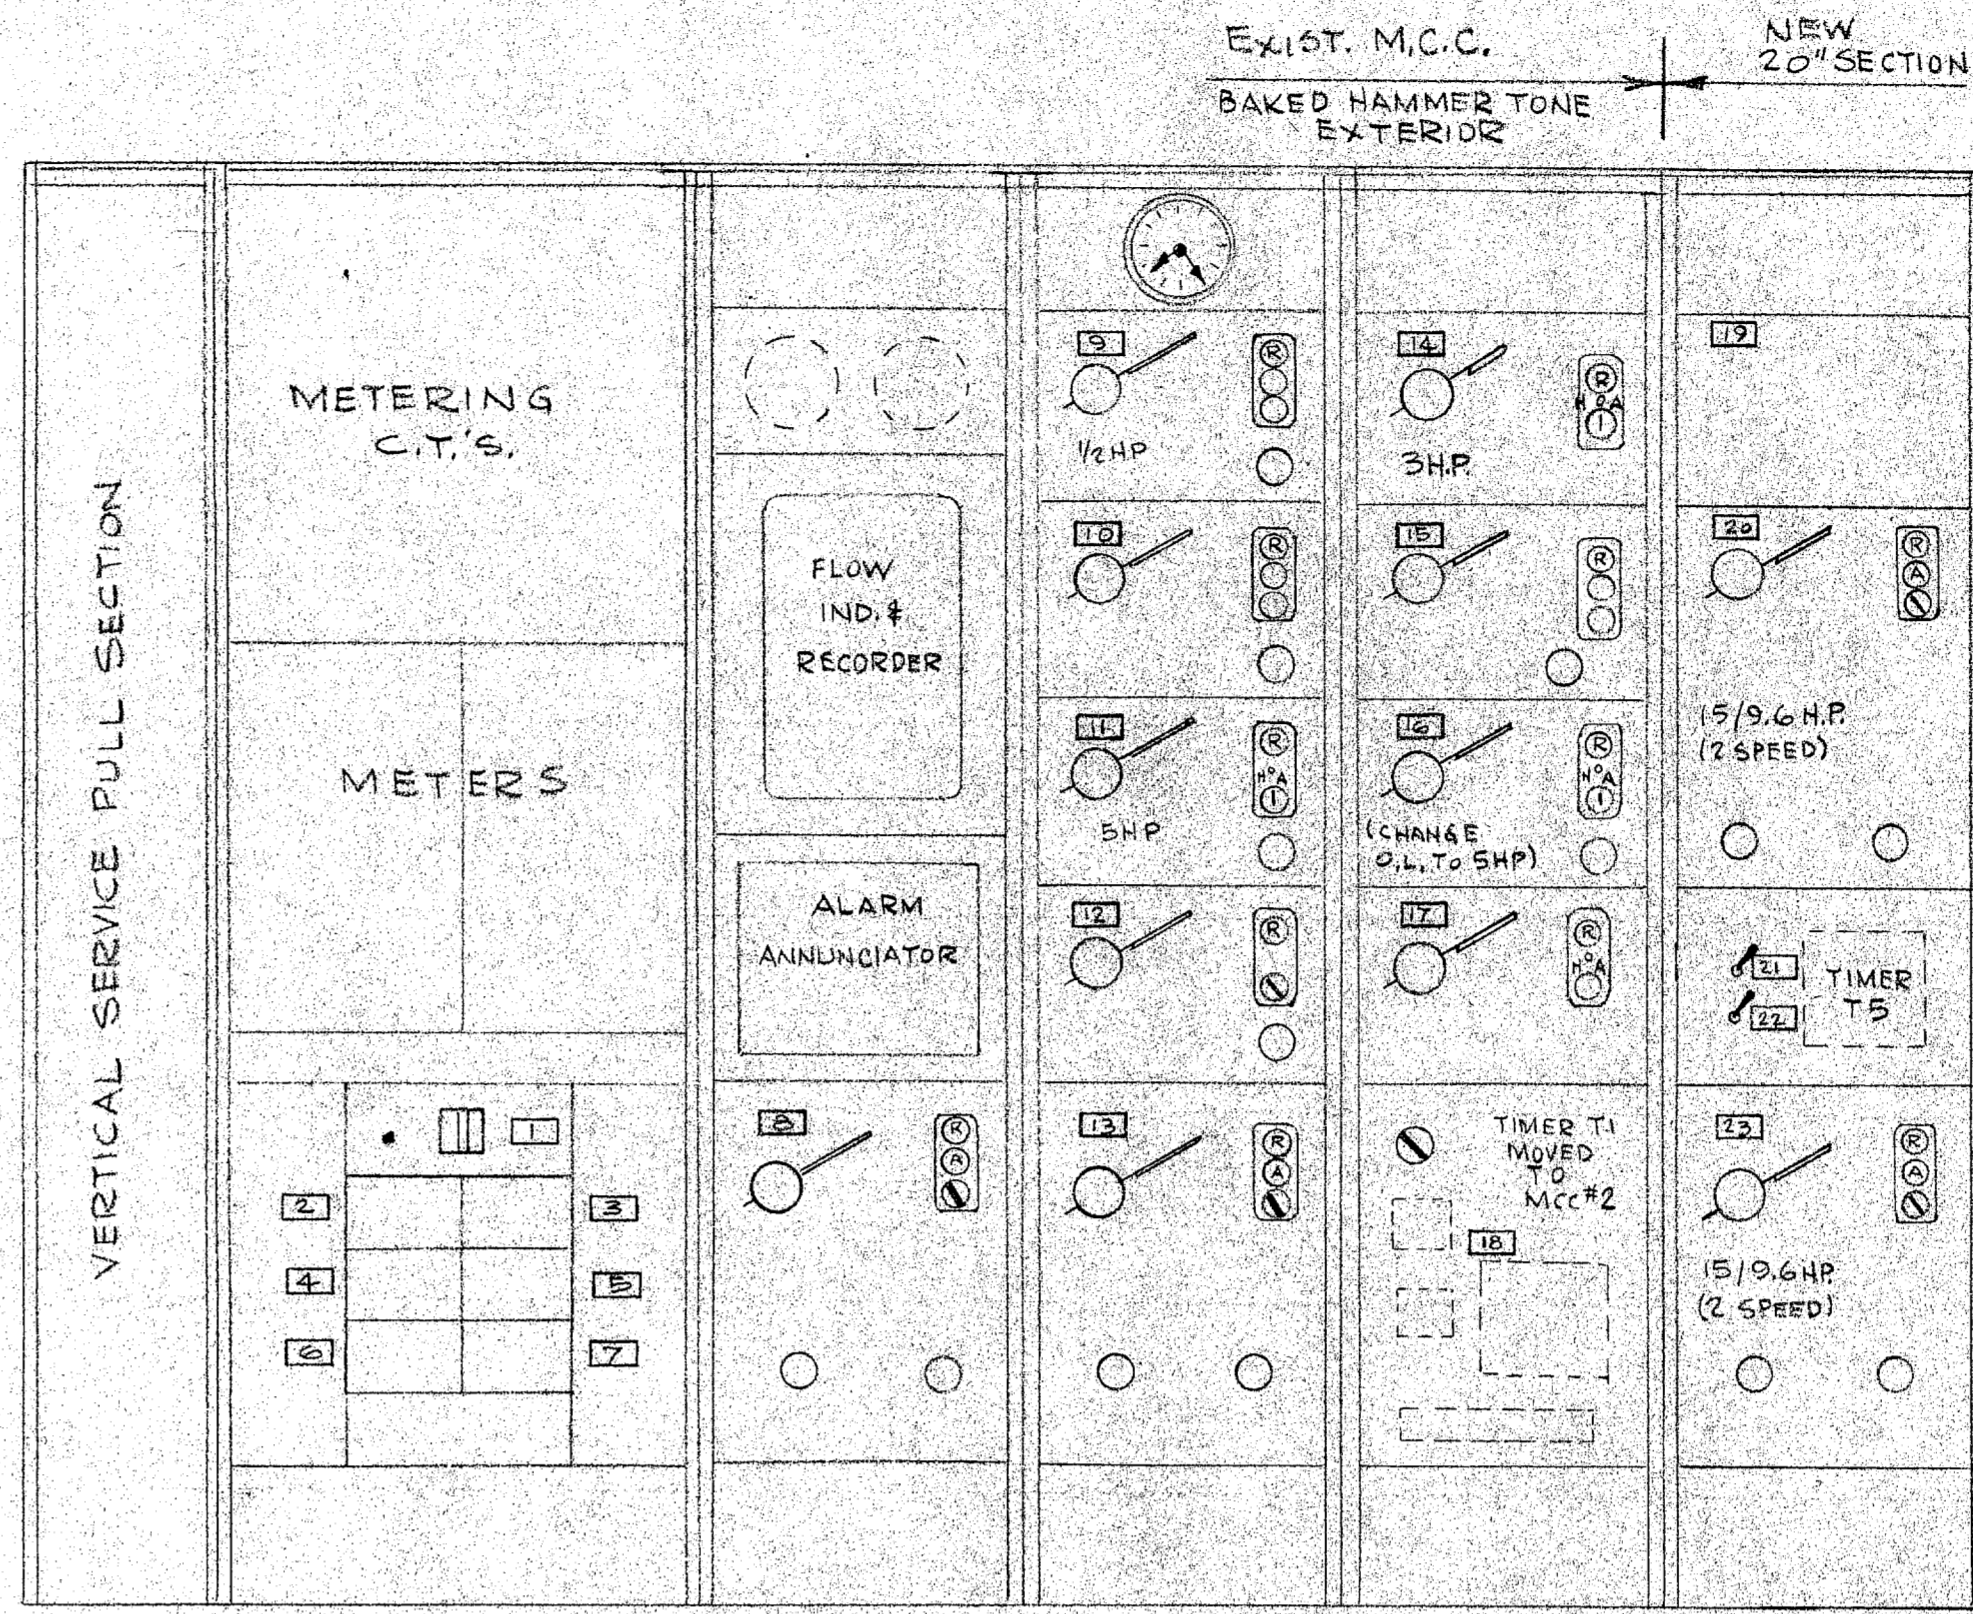 EXIST. M.C.C.
BAKED HAMMER TONE
EXTERIOR
NEW
20" SECTION
VERTICAL SERVICE PULL SECTION
METERING
C.T.'S.
METERS
1
2
3
4
5
6
7
FLOW
IND. &
RECORDER
ALARM
ANNUNCIATOR
8
R
A
9
R
1/2 HP
10
R
11
R
H O A
5HP
12
R
13
R
A
14
R
H O A
3 H.P.
15
R
16
R
H O A
(CHANGE
O.L. TO 5HP)
17
R
H O A
TIMER T1
MOVED
TO
MCC #2
18
19
20
R
A
15/9.6 H.P.
(2 SPEED)
21
22
TIMER
T5
23
R
A
15/9.6 HP.
(2 SPEED)